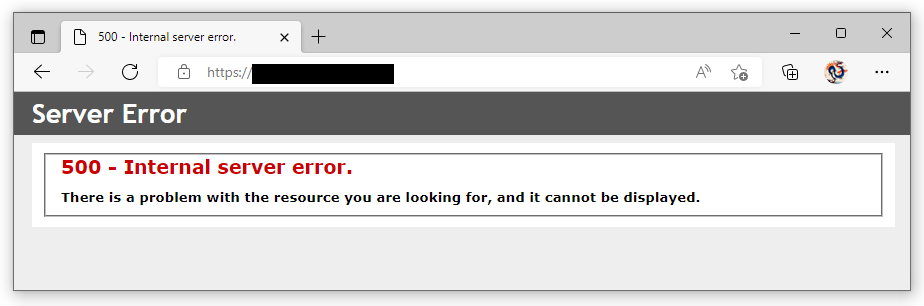 500 - Internal server error.
https://
Server Error
500 - Internal server error.
There is a problem with the resource you are looking for, and it cannot be displayed.